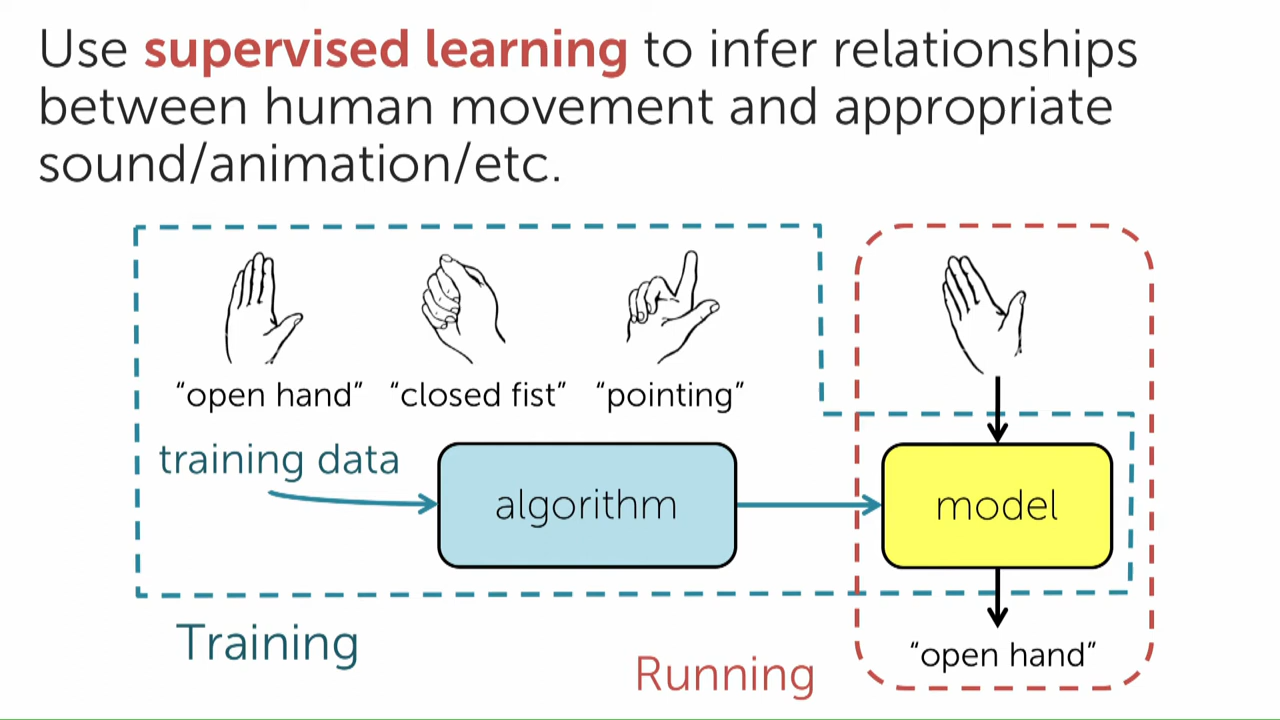 Use supervised learning to infer relationships
between human movement and appropriate
sound/animation/etc.
“open hand” “closed fist” “pointing”
training data
algorithm
model
Training
Running
“open hand”